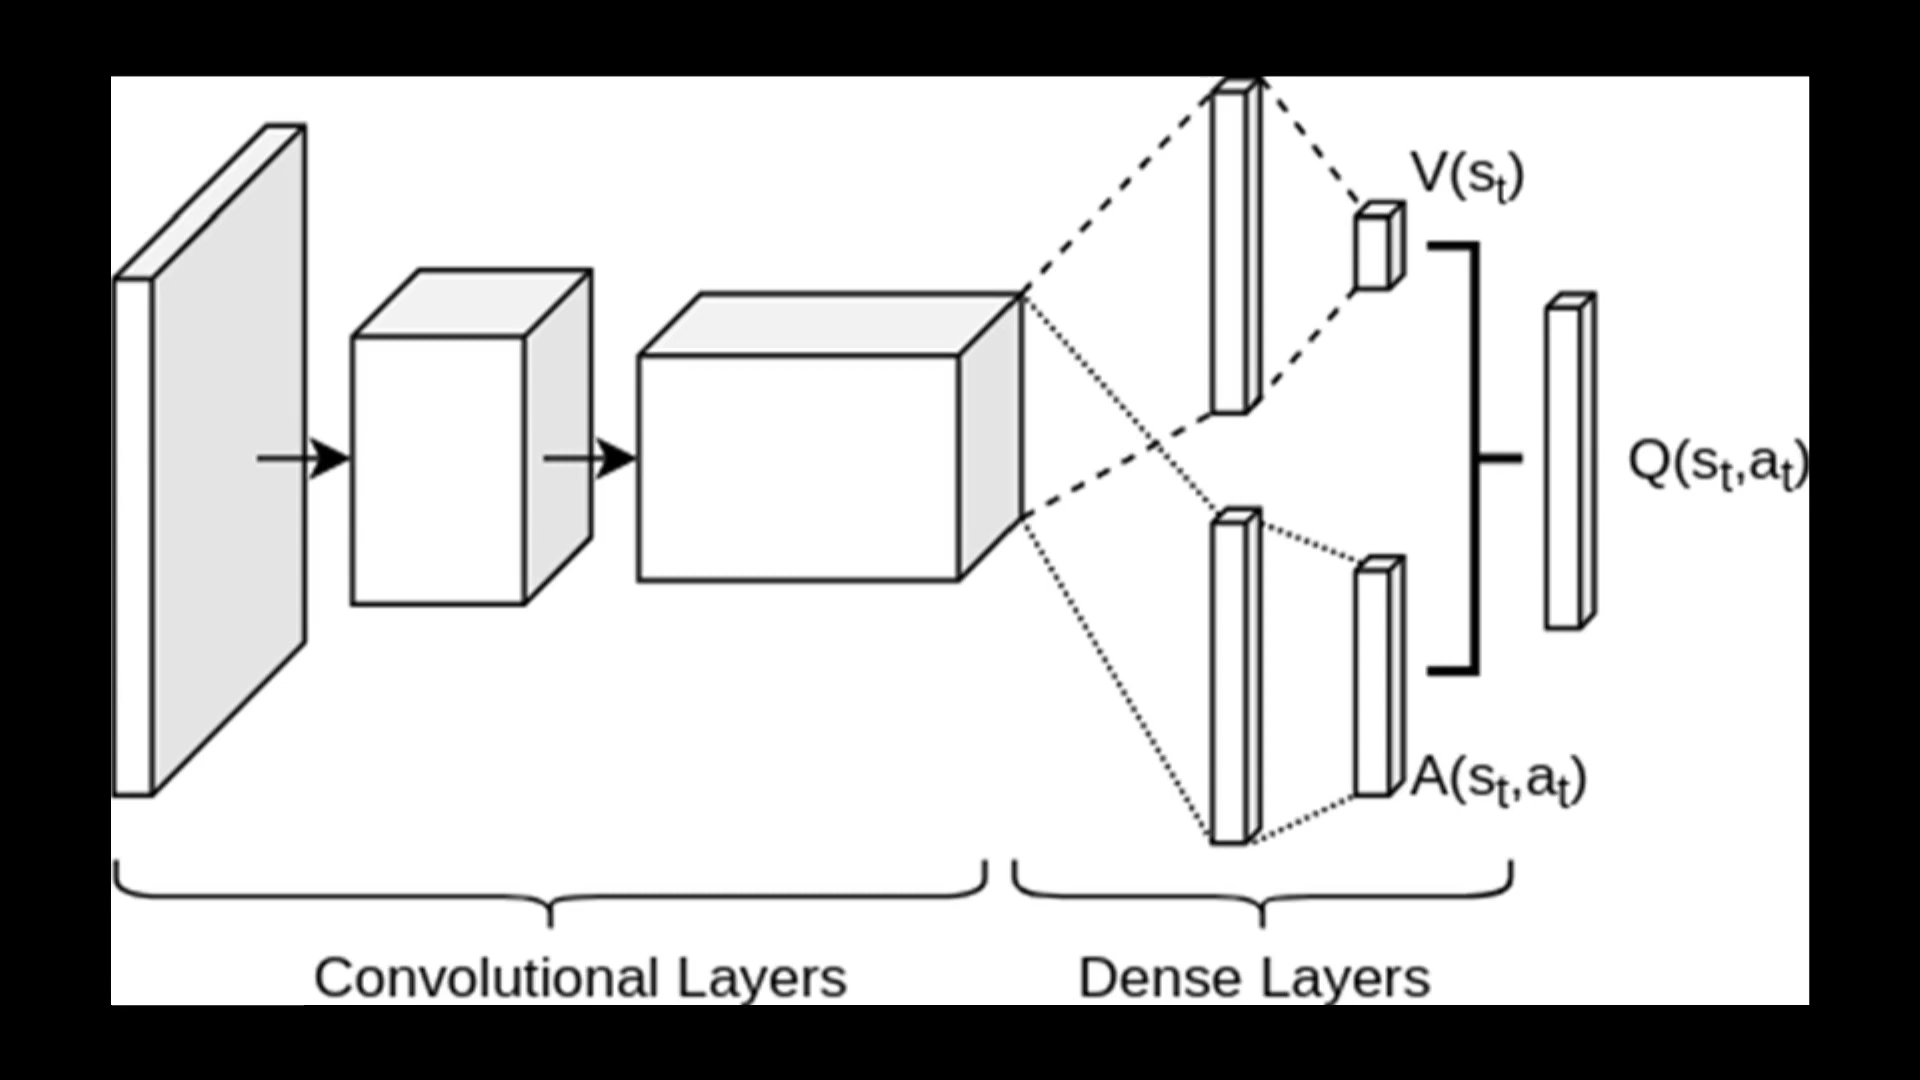 V(sₜ)
Q(sₜ,aₜ)
A(sₜ,aₜ)
Convolutional Layers
Dense Layers